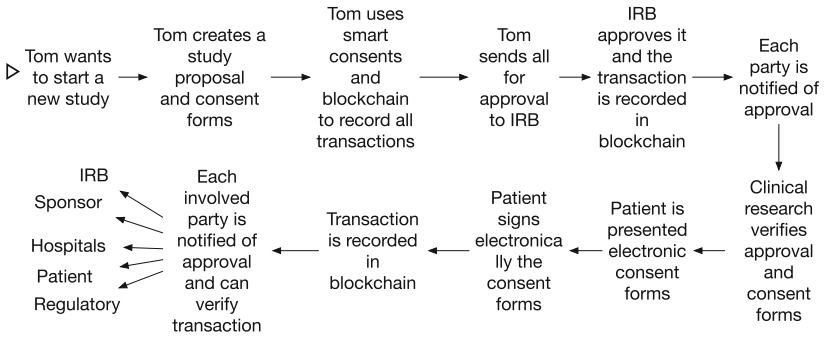 Tom wants
to start a
new study
Tom creates a
study
proposal
and consent
forms
Tom uses
smart
consents
and
blockchain
to record all
transactions
Tom
sends all
for
approval
to IRB
IRB
approves it
and the
transaction
is recorded
in
blockchain
Each
party is
notified of
approval
Clinical
research
verifies
approval
and
consent
forms
Patient is
presented
electronic
consent
forms
Patient
signs
electronica
lly the
consent
forms
Transaction
is recorded
in
blockchain
Each
involved
party is
notified of
approval
and can
verify
transaction
IRB
Sponsor
Hospitals
Patient
Regulatory